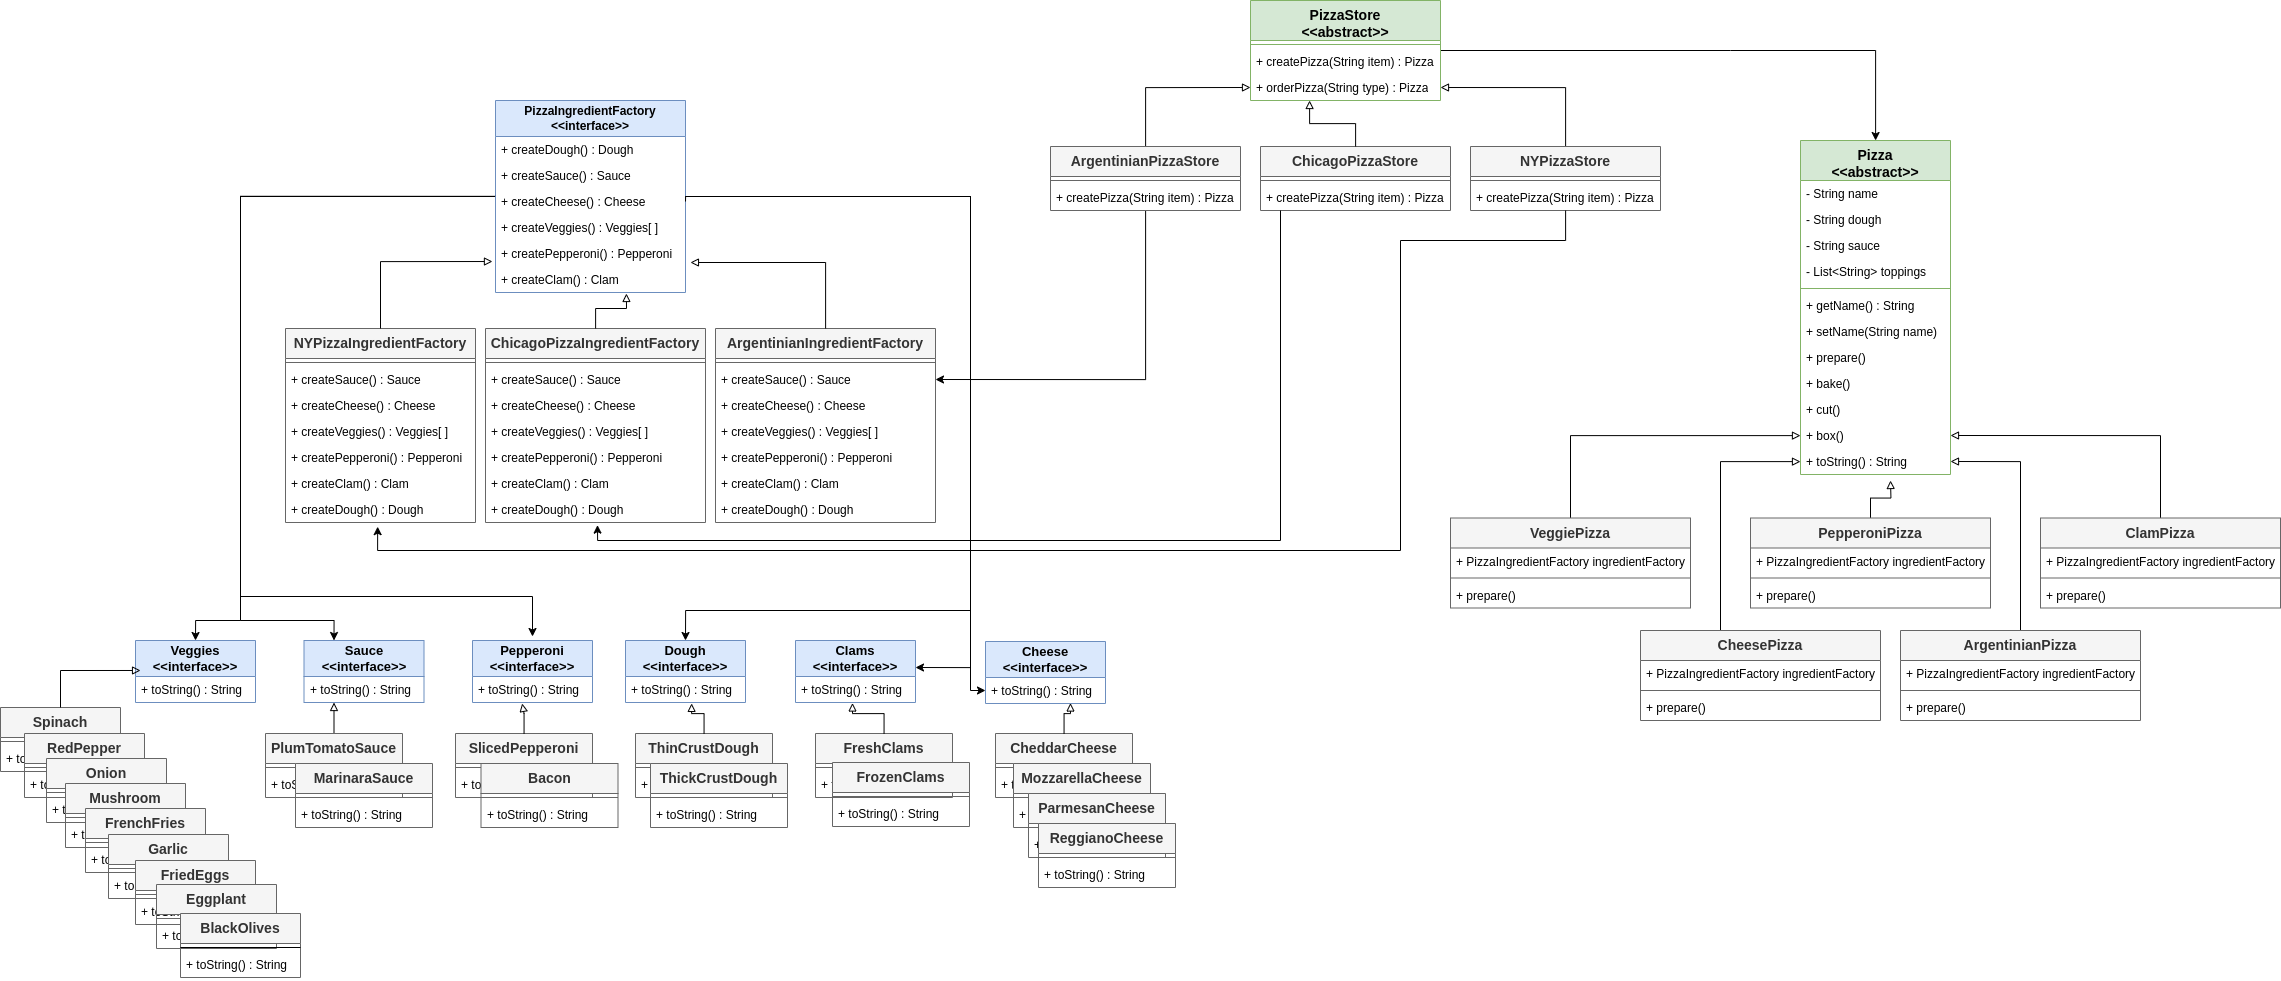 PizzaStore
<<abstract>>
+ createPizza(String item) : Pizza
+ orderPizza(String type) : Pizza
PizzaIngredientFactory
<<interface>>
+ createDough() : Dough
+ createSauce() : Sauce
+ createCheese() : Cheese
+ createVeggies() : Veggies[ ]
+ createPepperoni() : Pepperoni
+ createClam() : Clam
ArgentinianPizzaStore
+ createPizza(String item) : Pizza
ChicagoPizzaStore
+ createPizza(String item) : Pizza
NYPizzaStore
+ createPizza(String item) : Pizza
Pizza
<<abstract>>
- String name
- String dough
- String sauce
- List<String> toppings
+ getName() : String
+ setName(String name)
+ prepare()
+ bake()
+ cut()
+ box()
+ toString() : String
NYPizzaIngredientFactory
+ createSauce() : Sauce
+ createCheese() : Cheese
+ createVeggies() : Veggies[ ]
+ createPepperoni() : Pepperoni
+ createClam() : Clam
+ createDough() : Dough
ChicagoPizzaIngredientFactory
+ createSauce() : Sauce
+ createCheese() : Cheese
+ createVeggies() : Veggies[ ]
+ createPepperoni() : Pepperoni
+ createClam() : Clam
+ createDough() : Dough
ArgentinianIngredientFactory
+ createSauce() : Sauce
+ createCheese() : Cheese
+ createVeggies() : Veggies[ ]
+ createPepperoni() : Pepperoni
+ createClam() : Clam
+ createDough() : Dough
VeggiePizza
+ PizzaIngredientFactory ingredientFactory
+ prepare()
PepperoniPizza
+ PizzaIngredientFactory ingredientFactory
+ prepare()
ClamPizza
+ PizzaIngredientFactory ingredientFactory
+ prepare()
CheesePizza
+ PizzaIngredientFactory ingredientFactory
+ prepare()
ArgentinianPizza
+ PizzaIngredientFactory ingredientFactory
+ prepare()
Veggies
<<interface>>
+ toString() : String
Sauce
<<interface>>
+ toString() : String
Pepperoni
<<interface>>
+ toString() : String
Dough
<<interface>>
+ toString() : String
Clams
<<interface>>
+ toString() : String
Cheese
<<interface>>
+ toString() : String
Spinach
RedPepper
Onion
Mushroom
FrenchFries
Garlic
FriedEggs
Eggplant
BlackOlives
+ toString() : String
PlumTomatoSauce
MarinaraSauce
+ toString() : String
SlicedPepperoni
Bacon
+ toString() : String
ThinCrustDough
ThickCrustDough
+ toString() : String
FreshClams
FrozenClams
+ toString() : String
CheddarCheese
MozzarellaCheese
ParmesanCheese
ReggianoCheese
+ toString() : String